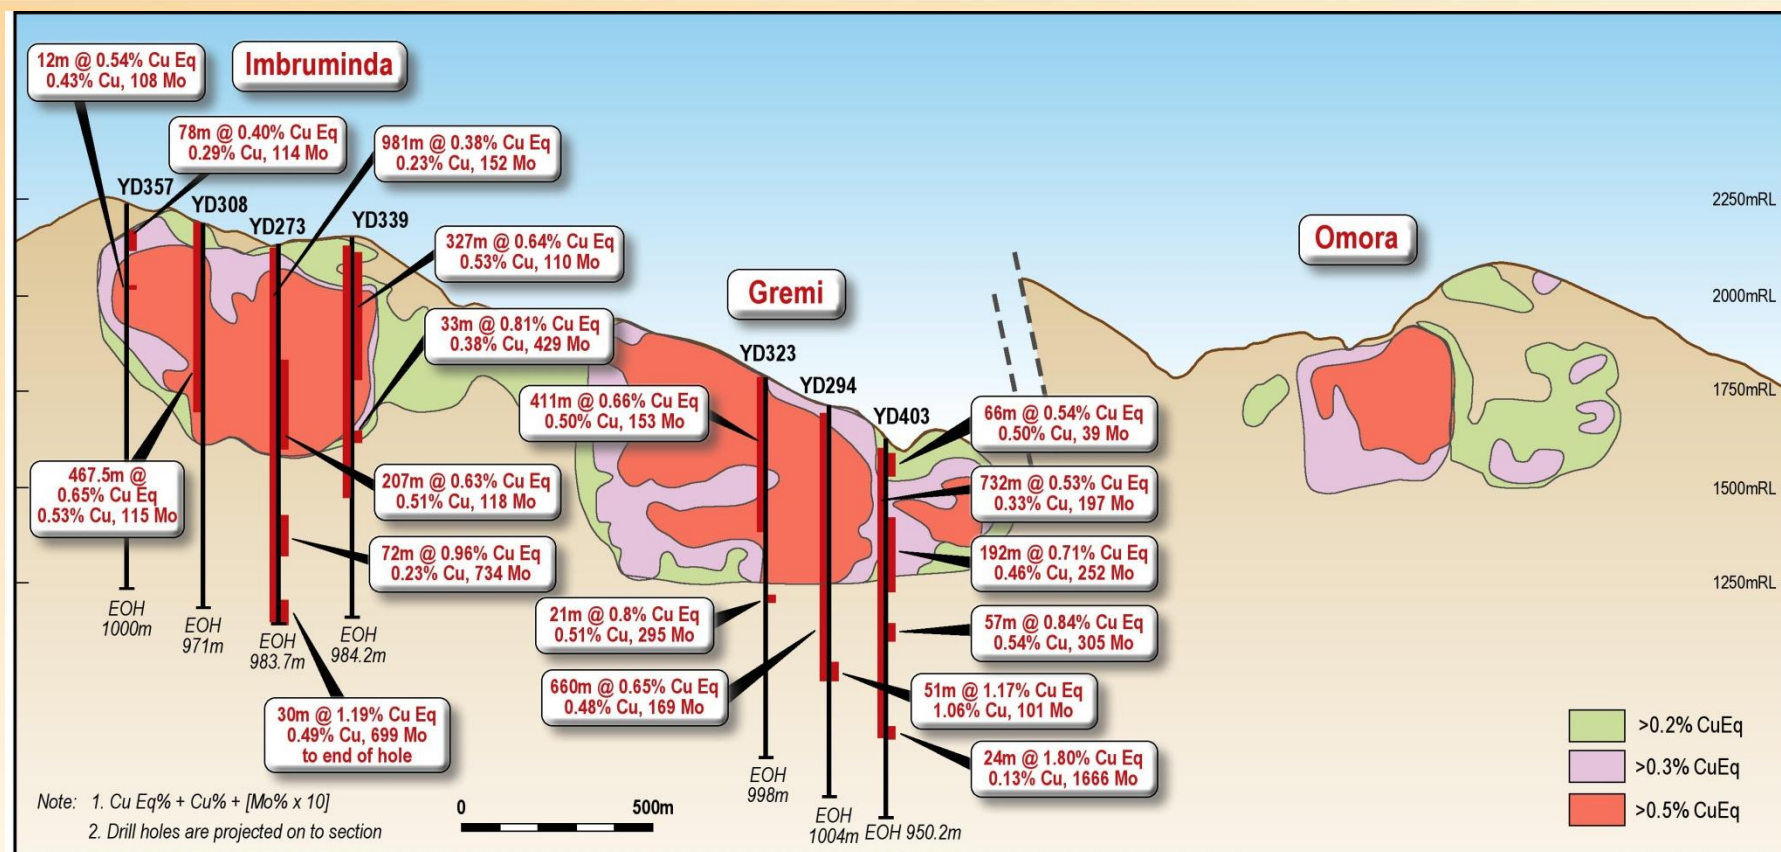 12m @ 0.54% Cu Eq
0.43% Cu, 108 Mo
Imbruminda
78m @ 0.40% Cu Eq
0.29% Cu, 114 Mo
981m @ 0.38% Cu Eq
0.23% Cu, 152 Mo
YD357
YD308
YD273
YD339
327m @ 0.64% Cu Eq
0.53% Cu, 110 Mo
33m @ 0.81% Cu Eq
0.38% Cu, 429 Mo
467.5m @
0.65% Cu Eq
0.53% Cu, 115 Mo
207m @ 0.63% Cu Eq
0.51% Cu, 118 Mo
72m @ 0.96% Cu Eq
0.23% Cu, 734 Mo
30m @ 1.19% Cu Eq
0.49% Cu, 699 Mo
to end of hole
EOH
1000m
EOH
971m
EOH
983.7m
EOH
984.2m
Gremi
YD323
YD294
YD403
411m @ 0.66% Cu Eq
0.50% Cu, 153 Mo
66m @ 0.54% Cu Eq
0.50% Cu, 39 Mo
732m @ 0.53% Cu Eq
0.33% Cu, 197 Mo
192m @ 0.71% Cu Eq
0.46% Cu, 252 Mo
21m @ 0.8% Cu Eq
0.51% Cu, 295 Mo
57m @ 0.84% Cu Eq
0.54% Cu, 305 Mo
660m @ 0.65% Cu Eq
0.48% Cu, 169 Mo
51m @ 1.17% Cu Eq
1.06% Cu, 101 Mo
24m @ 1.80% Cu Eq
0.13% Cu, 1666 Mo
EOH
998m
EOH
1004m
EOH 950.2m
Omora
2250mRL
2000mRL
1750mRL
1500mRL
1250mRL
>0.2% CuEq
>0.3% CuEq
>0.5% CuEq
Note: 1. Cu Eq% + Cu% + [Mo% x 10]
2. Drill holes are projected on to section
0 500m